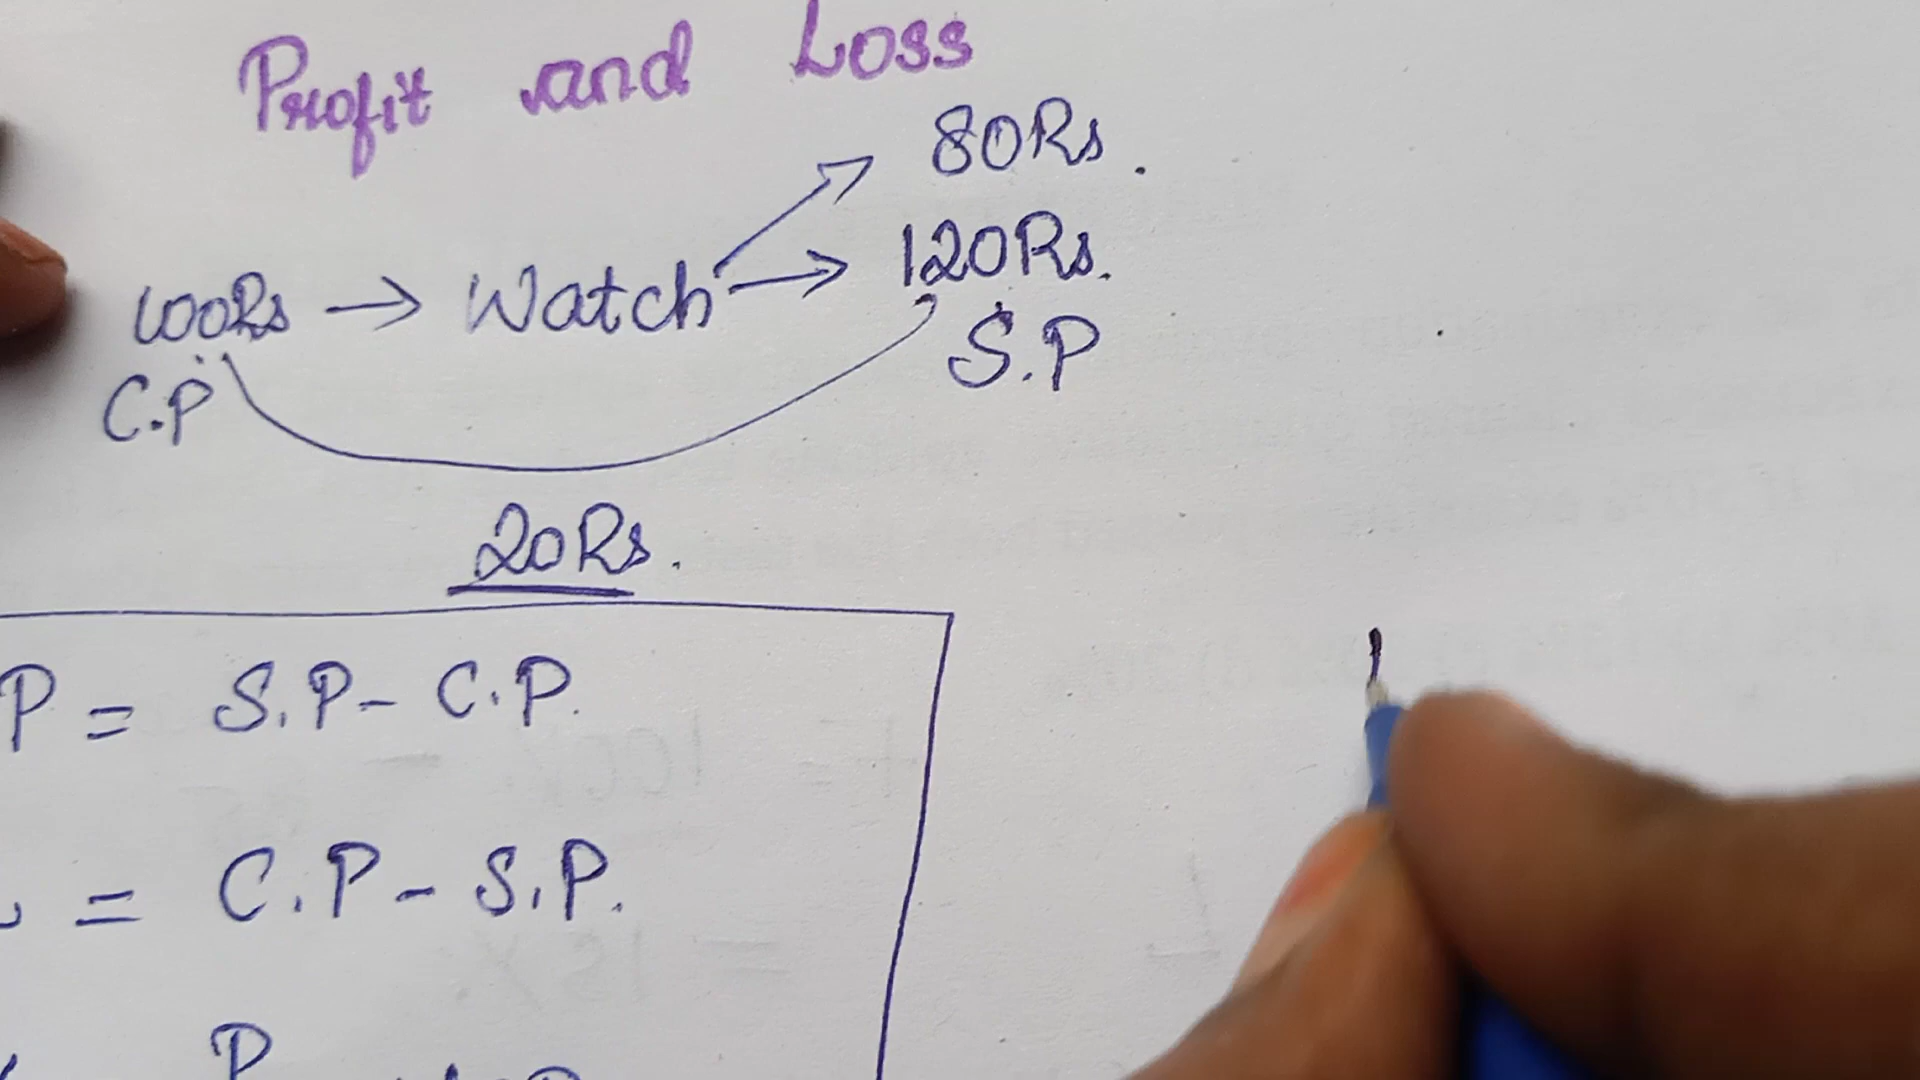 Profit and Loss
80Rs.
100Rs → Watch → 120Rs.
C.P S.P
20Rs.
P = S.P - C.P.
= C.P - S.P.
P